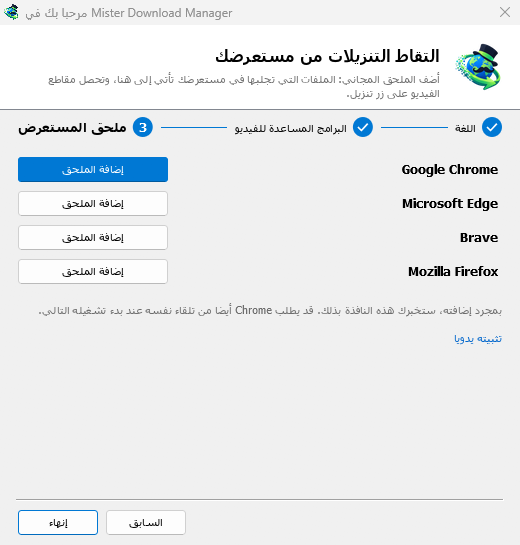 مرحبا بك في Mister Download Manager
التقاط التنزيلات من مستعرضك
أضف الملحق المجاني: الملفات التي تجلبها في مستعرضك تأتي إلى هنا، وتحصل مقاطع
الفيديو على زر تنزيل.
اللغة
البرامج المساعدة للفيديو
3 ملحق المستعرض
Google Chrome إضافة الملحق
Microsoft Edge إضافة الملحق
Brave إضافة الملحق
Mozilla Firefox إضافة الملحق
بمجرد إضافته، ستخبرك هذه النافذة بذلك. قد يطلب Chrome أيضا من تلقاء نفسه عند بدء تشغيله التالي.
تثبيته يدويا
السابق
إنهاء